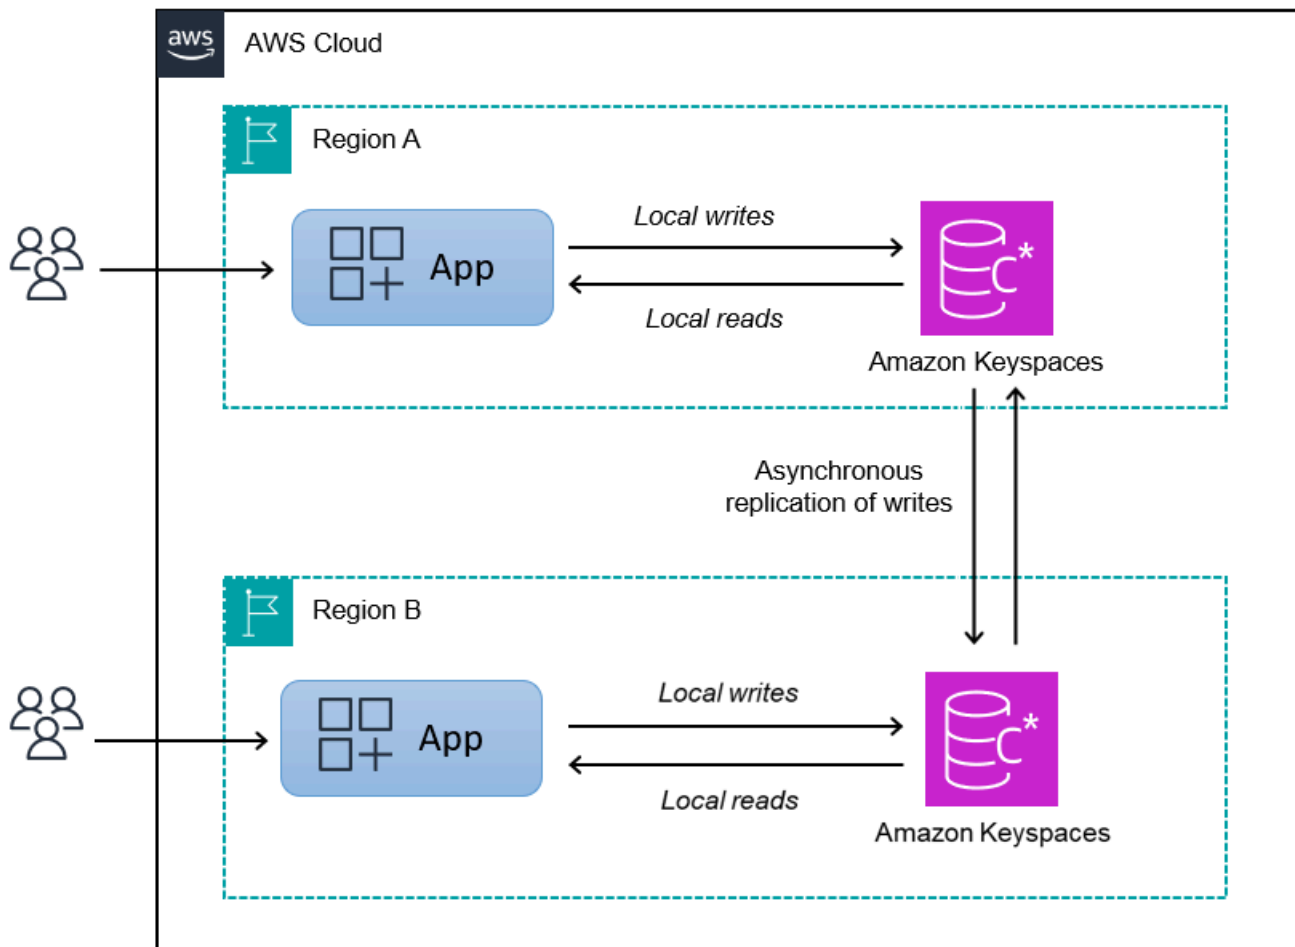 aws
AWS Cloud
Region A
App
Local writes
Local reads
C*
Amazon Keyspaces
Asynchronous
replication of writes
Region B
App
Local writes
Local reads
C*
Amazon Keyspaces